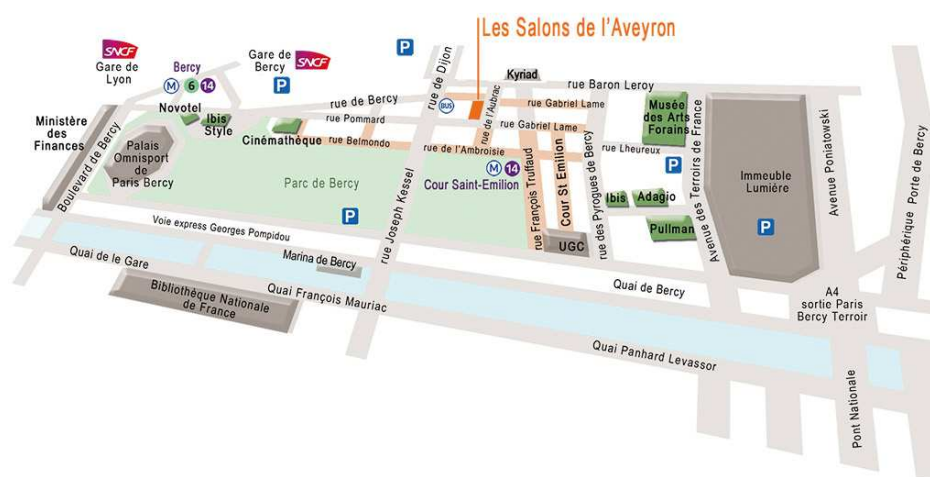 Les Salons de l'Aveyron
SNCF
Gare de
Lyon
Bercy
M 6 14
Gare de
Bercy
SNCF
P
P
rue de Dijon
Kyriad
rue Baron Leroy
Novotel
Ibis
Style
rue de Bercy
BUS
rue de l'Aubrac
rue Gabriel Lame
Musée
des Arts
Forains
Ministère
des
Finances
Boulevard de Bercy
Palais
Omnisport
de
Paris Bercy
Cinémathèque
rue Pommard
rue Belmondo
rue Gabriel Lame
rue de l'Ambroisie
rue Lheureux
P
M 14
Cour Saint-Emilion
Parc de Bercy
P
rue Joseph Kessel
rue François Truffaud
Cour St Emilion
rue des Pyrogues de Bercy
Ibis
Adagio
Pullman
UGC
Avenue des Terroirs de France
Immeuble
Lumière
P
Avenue Poniatowski
Périphérique Porte de Bercy
Voie express Georges Pompidou
Marina de Bercy
Quai de Bercy
Quai de le Gare
Bibliothèque Nationale
de France
Quai François Mauriac
A4
sortie Paris
Bercy Terroir
Quai Panhard Levassor
Pont Nationale